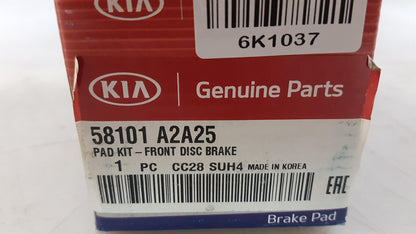 6K1037
KIA Genuine Parts
58101 A2A25
PAD KIT-FRONT DISC BRAKE
1 PC CC28 SUH4 MADE IN KOREA
EAC
Brake Pad